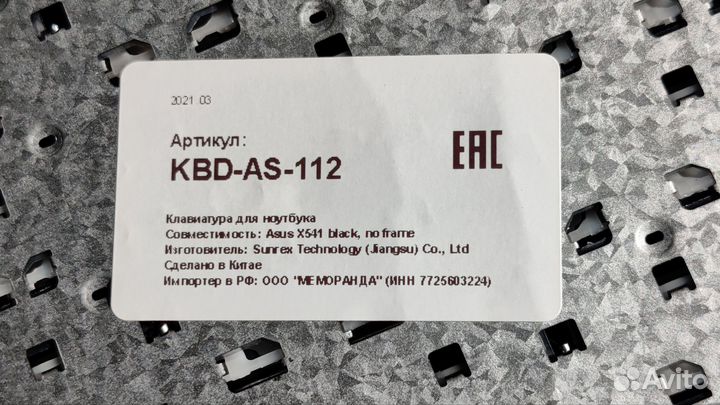 2021.03
Артикул:
KBD-AS-112
EAC
Клавиатура для ноутбука
Совместимость: Asus X541 black, no frame
Изготовитель: Sunrex Technology (Jiangsu) Co., Ltd
Сделано в Китае
Импортер в РФ: ООО "МЕМОРАНДА" (ИНН 7725603224)
Avito